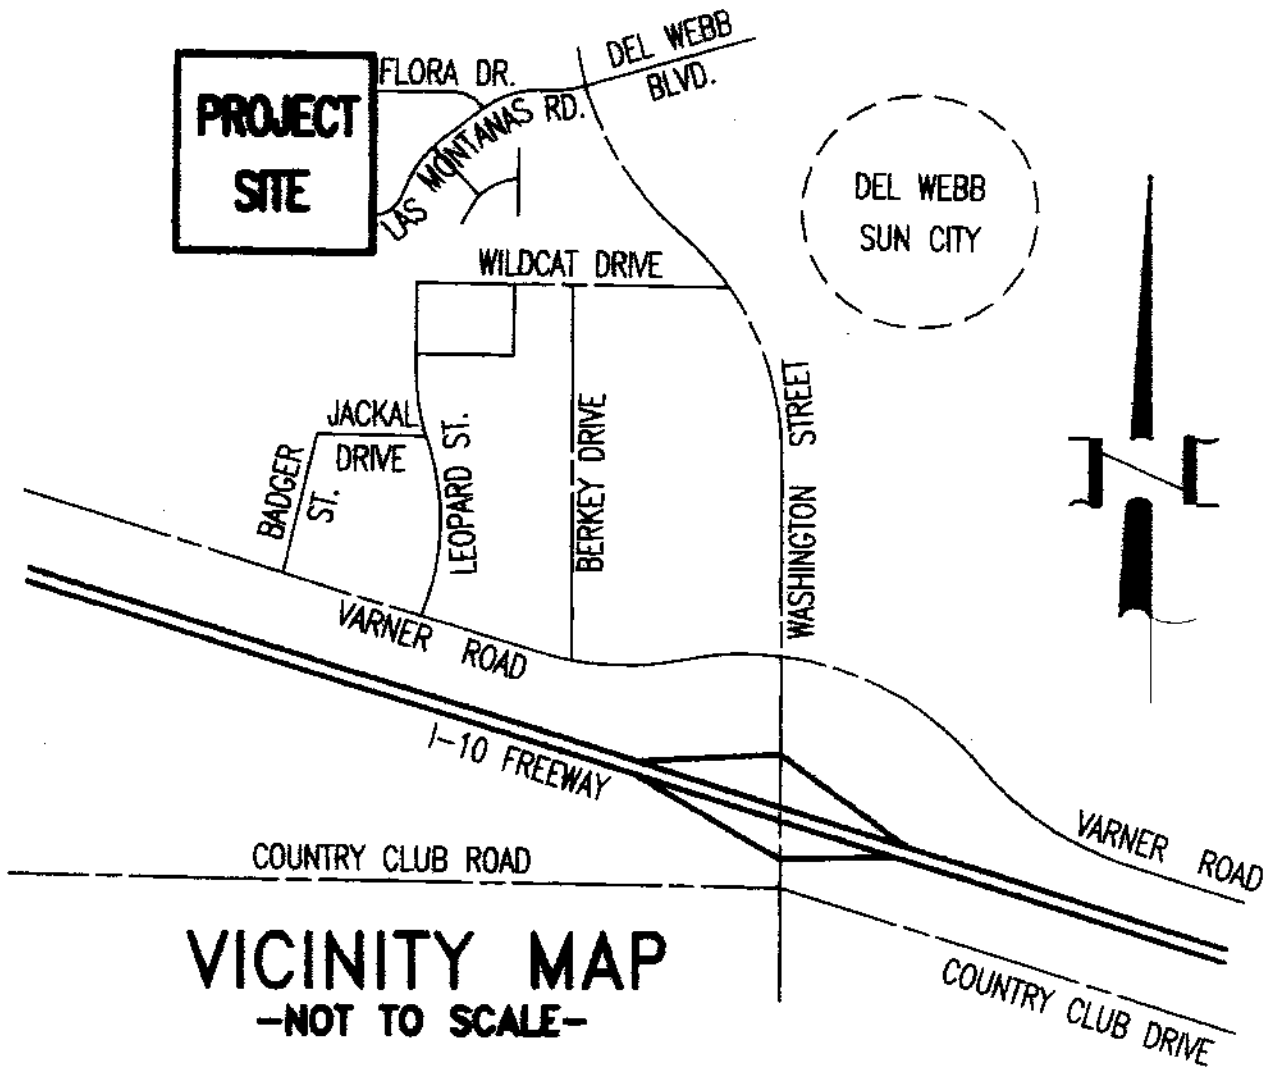 DEL WEBB
BLVD.
FLORA DR.
LAS MONTANAS RD.
PROJECT
SITE
DEL WEBB
SUN CITY
WILDCAT DRIVE
JACKAL
DRIVE
BADGER
ST.
LEOPARD ST.
BERKEY DRIVE
WASHINGTON STREET
N
VARNER ROAD
I-10 FREEWAY
VARNER ROAD
COUNTRY CLUB ROAD
COUNTRY CLUB DRIVE
VICINITY MAP
-NOT TO SCALE-